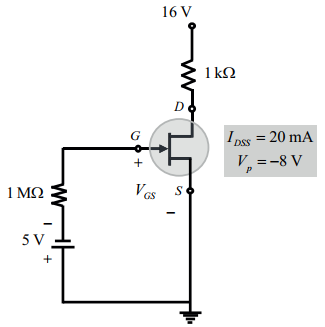 16 V
1 kΩ
D
G
I_DSS = 20 mA
V_p = −8 V
+
1 MΩ
V_GS
S
−
−
5 V
+